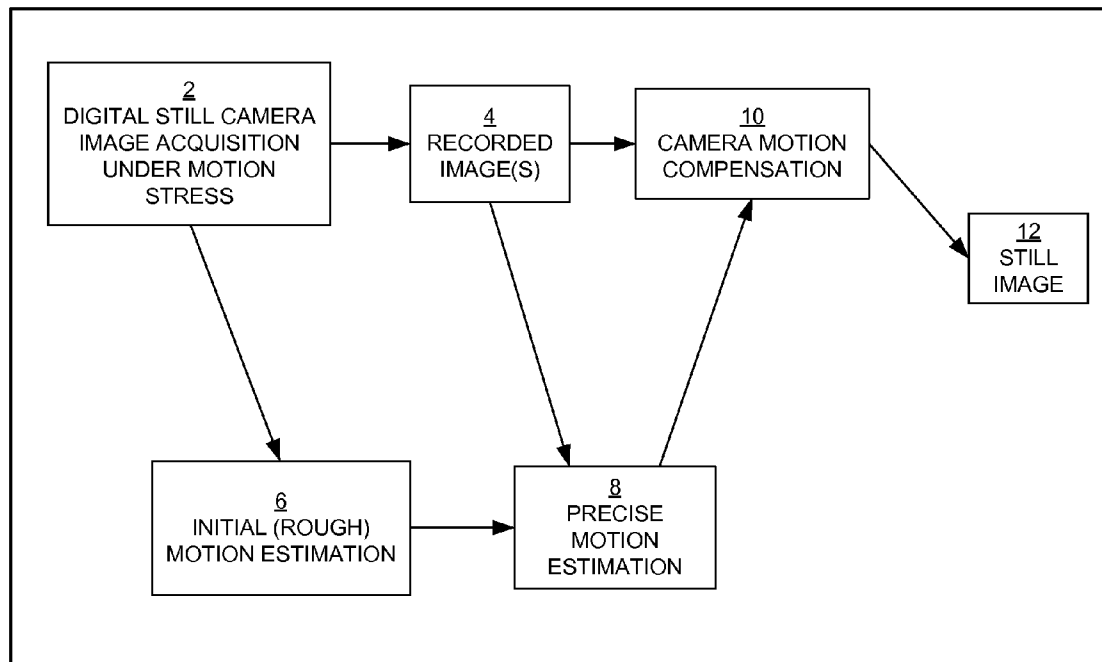 2
DIGITAL STILL CAMERA
IMAGE ACQUISITION
UNDER MOTION
STRESS
4
RECORDED
IMAGE(S)
10
CAMERA MOTION
COMPENSATION
12
STILL
IMAGE
6
INITIAL (ROUGH)
MOTION ESTIMATION
8
PRECISE
MOTION
ESTIMATION